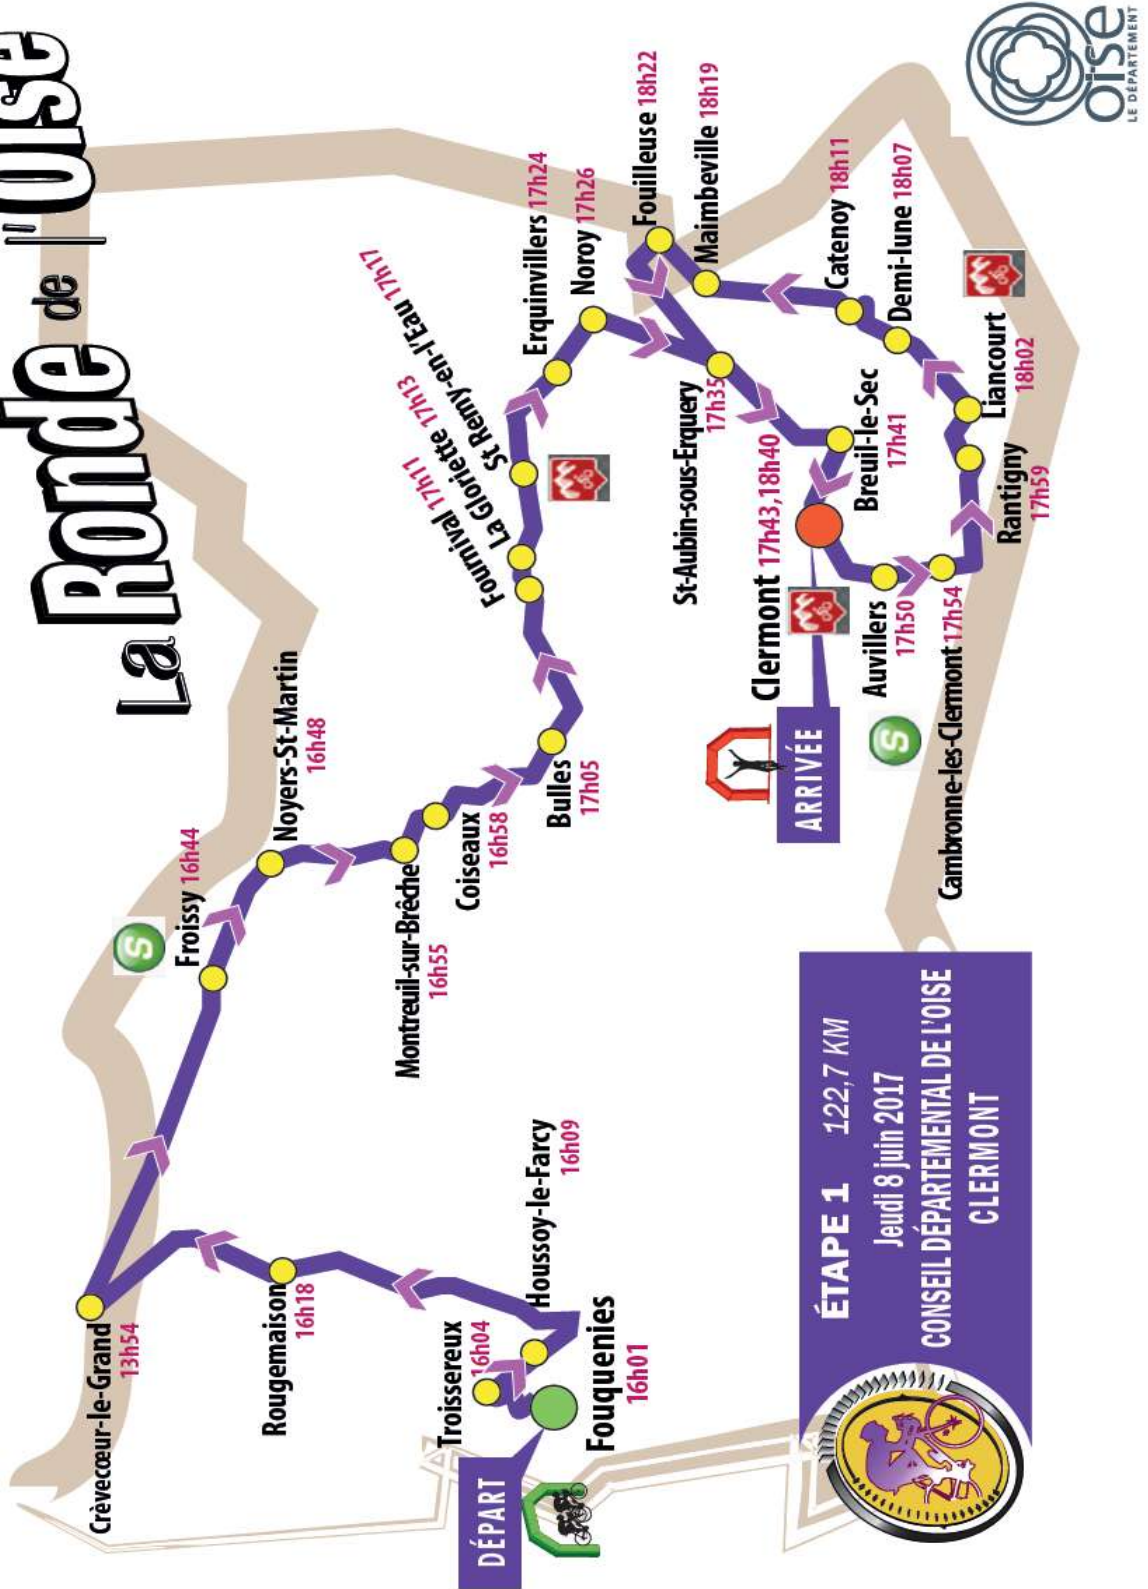 La Ronde de l'Oise
Crèvecœur-le-Grand
13h54
Froissy 16h44
S
Noyers-St-Martin
16h48
Rougemaison
16h18
Montreuil-sur-Brêche
16h55
Coiseaux
16h58
Bulles
17h05
Fournival 17h11
La Gloriette 17h13
St Remy-en-l'Eau 17h17
Erquinvillers 17h24
Noroy 17h26
Fouilleuse 18h22
Maimbeville 18h19
Troissereux
16h04
Houssoy-le-Farcy
16h09
DÉPART
Fouquenies
16h01
St-Aubin-sous-Erquery
17h35
Clermont 17h43,18h40
ARRIVÉE
Breuil-le-Sec
17h41
Catenoy 18h11
Demi-lune 18h07
Auvillers
17h50
S
Cambronne-les-Clermont 17h54
Rantigny
17h59
Liancourt
18h02
ÉTAPE 1 122,7 KM
Jeudi 8 juin 2017
CONSEIL DÉPARTEMENTAL DE L'OISE
CLERMONT
oise
LE DÉPARTEMENT